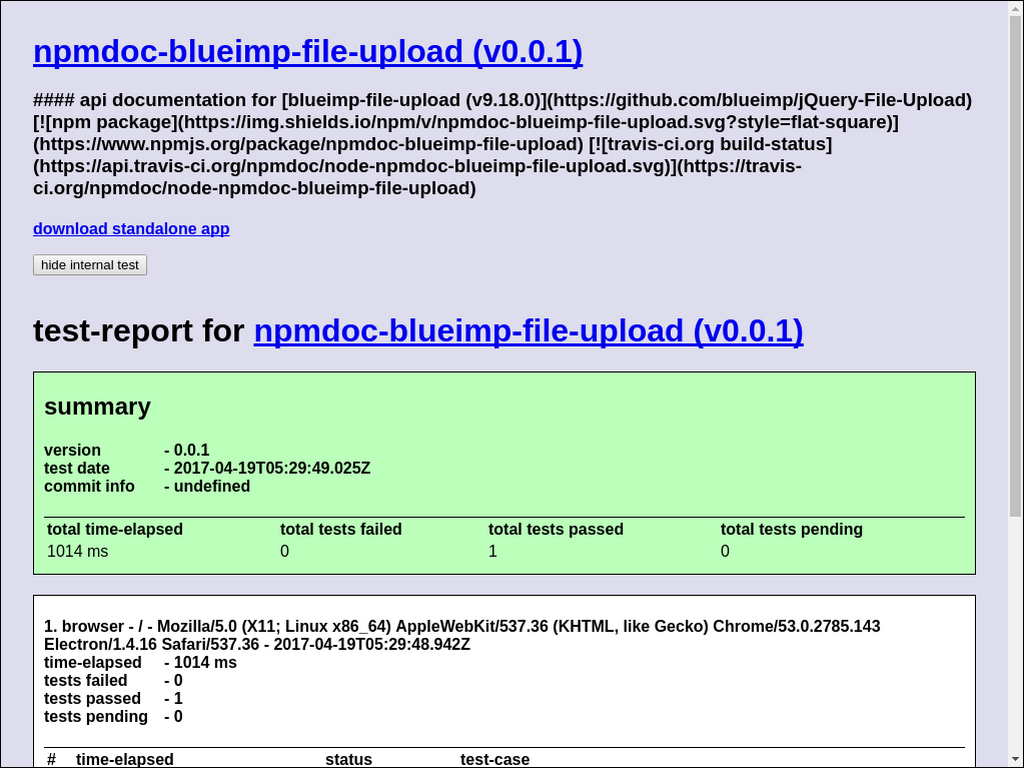 npmdoc-blueimp-file-upload (v0.0.1)
#### api documentation for [blueimp-file-upload (v9.18.0)](https://github.com/blueimp/jQuery-File-Upload)
[![npm package](https://img.shields.io/npm/v/npmdoc-blueimp-file-upload.svg?style=flat-square)]
(https://www.npmjs.org/package/npmdoc-blueimp-file-upload) [![travis-ci.org build-status]
(https://api.travis-ci.org/npmdoc/node-npmdoc-blueimp-file-upload.svg)](https://travis-
ci.org/npmdoc/node-npmdoc-blueimp-file-upload)
download standalone app
hide internal test
test-report for npmdoc-blueimp-file-upload (v0.0.1)
summary
version - 0.0.1
test date - 2017-04-19T05:29:49.025Z
commit info - undefined
total time-elapsed total tests failed total tests passed total tests pending
1014 ms 0 1 0
1. browser - / - Mozilla/5.0 (X11; Linux x86_64) AppleWebKit/537.36 (KHTML, like Gecko) Chrome/53.0.2785.143
Electron/1.4.16 Safari/537.36 - 2017-04-19T05:29:48.942Z
time-elapsed - 1014 ms
tests failed - 0
tests passed - 1
tests pending - 0
# time-elapsed status test-case